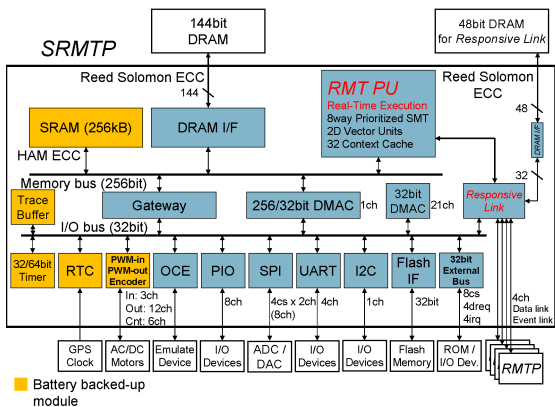 144bit
DRAM
48bit DRAM
for Responsive Link
SRMTP
Reed Solomon ECC
144
Reed Solomon
ECC
48
RMT PU
Real-Time Execution
8way Prioritized SMT
2D Vector Units
32 Context Cache
SRAM (256kB)
DRAM I/F
DRAM I/F
HAM ECC
32
Memory bus (256bit)
Trace
Buffer
Gateway
256/32bit DMAC
1ch
32bit
DMAC
21ch
Responsive
Link
I/O bus (32bit)
32/64bit
Timer
RTC
PWM-in
PWM-out
Encoder
OCE
PIO
SPI
UART
I2C
Flash
IF
32bit
External
Bus
In: 3ch
Out: 12ch
Cnt: 6ch
8ch
4cs x 2ch
(8ch)
4ch
1ch
32bit
8cs
4dreq
4irq
4ch
Data link
Event link
GPS
Clock
AC/DC
Motors
Emulate
Device
I/O
Devices
ADC /
DAC
I/O
Devices
I/O
Devices
Flash
Memory
ROM /
I/O Dev.
RMTP
Battery backed-up
module